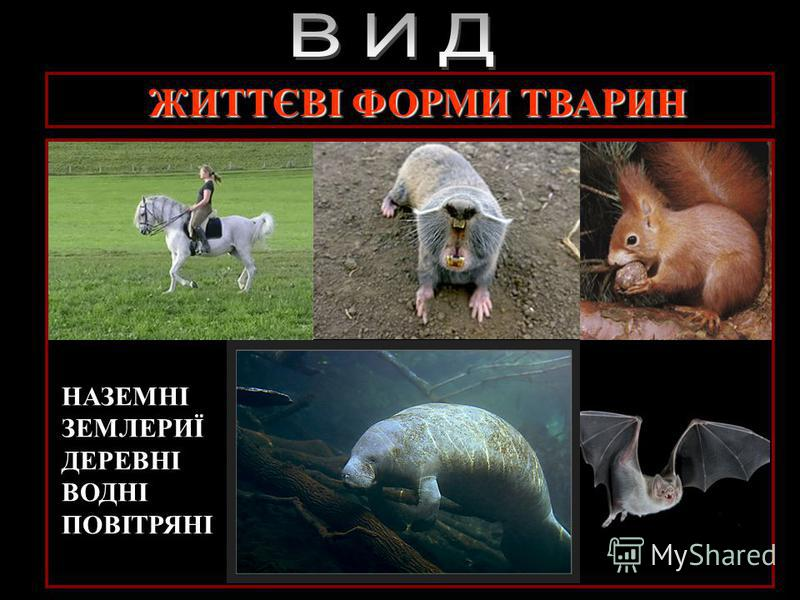 ВИД
ЖИТТЄВІ ФОРМИ ТВАРИН
НАЗЕМНІ
ЗЕМЛЕРИЇ
ДЕРЕВНІ
ВОДНІ
ПОВІТРЯНІ
MyShared